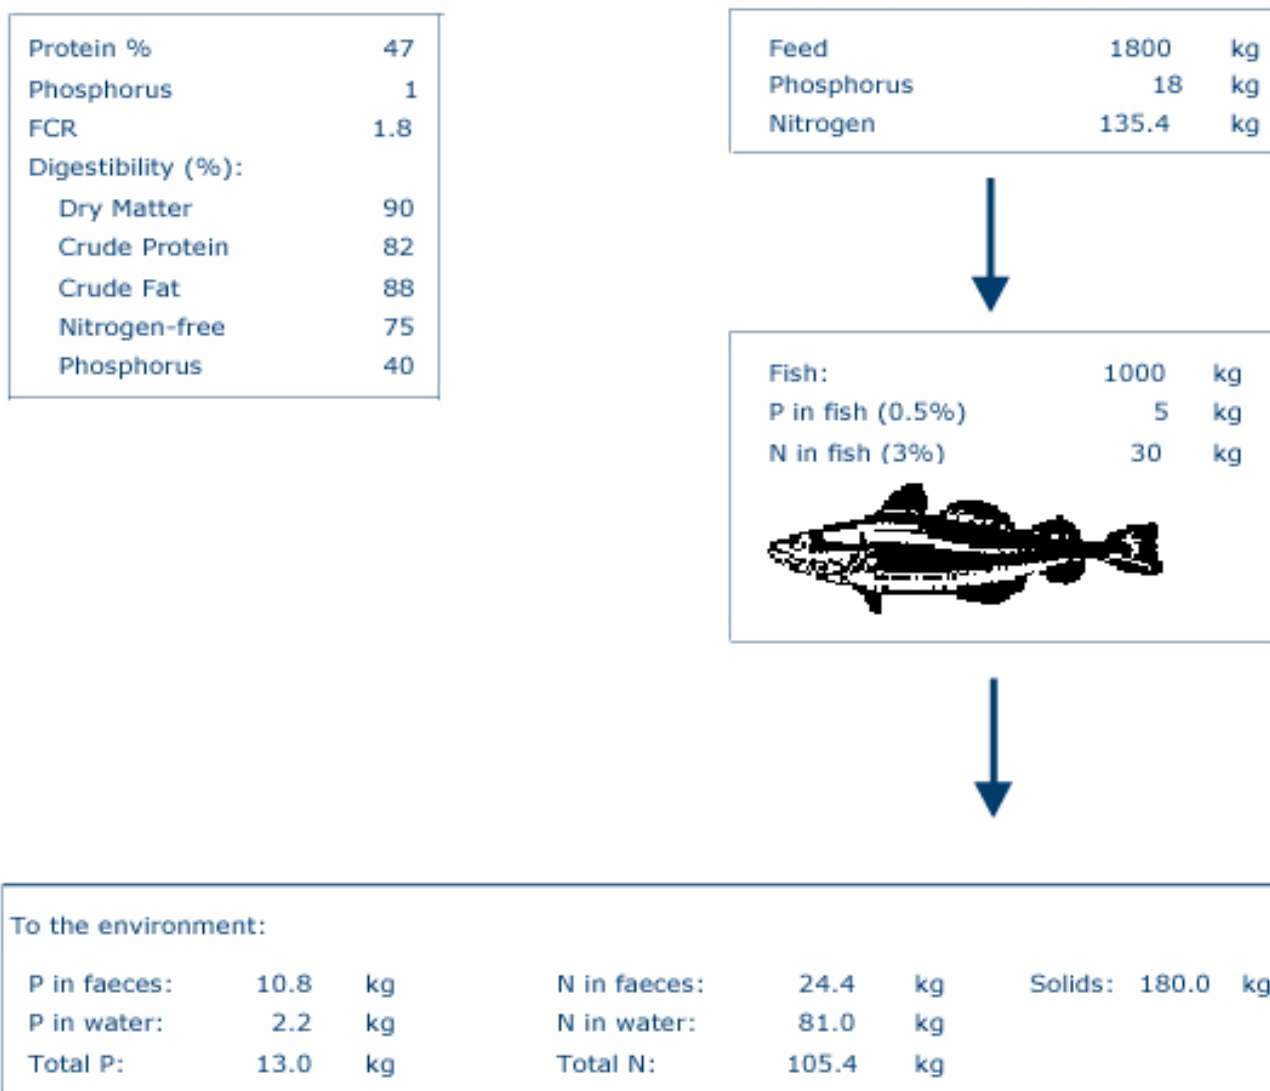 Protein % 47
Phosphorus 1
FCR 1.8
Digestibility (%):
Dry Matter 90
Crude Protein 82
Crude Fat 88
Nitrogen-free 75
Phosphorus 40
Feed 1800 kg
Phosphorus 18 kg
Nitrogen 135.4 kg
Fish: 1000 kg
P in fish (0.5%) 5 kg
N in fish (3%) 30 kg
To the environment:
P in faeces: 10.8 kg N in faeces: 24.4 kg Solids: 180.0 kg
P in water: 2.2 kg N in water: 81.0 kg
Total P: 13.0 kg Total N: 105.4 kg